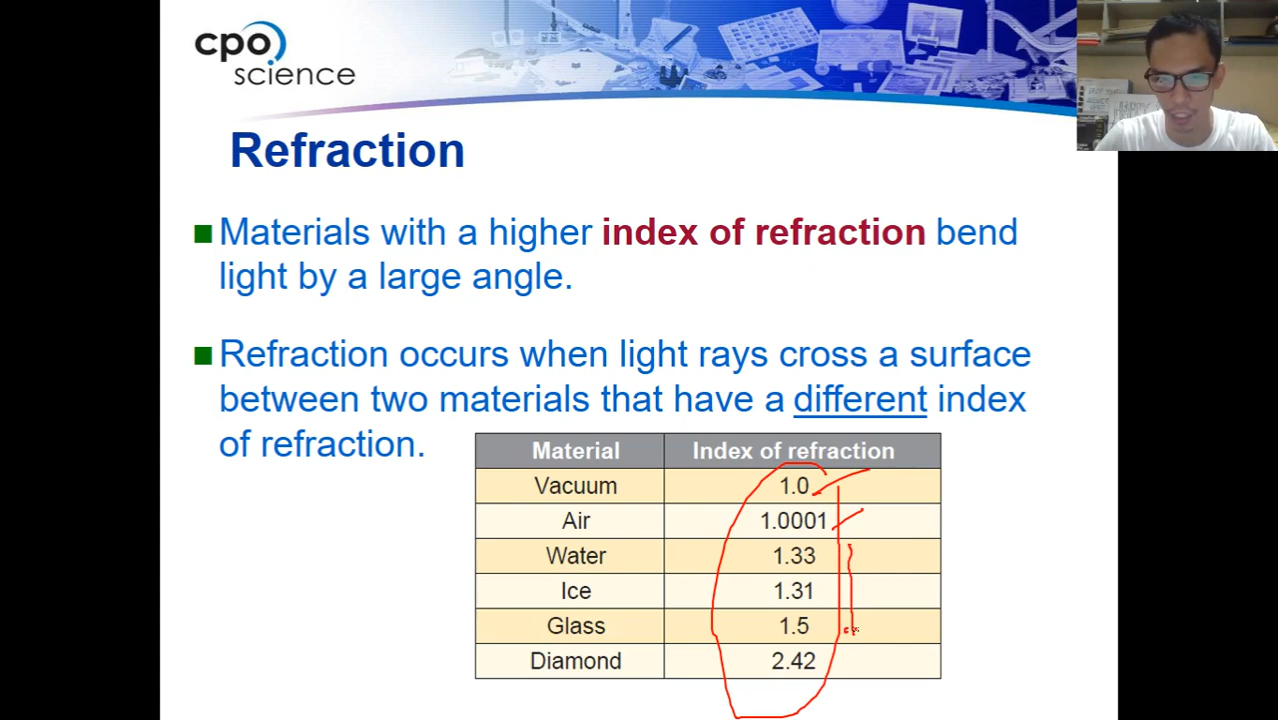 cpo
science
Refraction
Materials with a higher index of refraction bend
light by a large angle.
Refraction occurs when light rays cross a surface
between two materials that have a different index
of refraction.
Material Index of refraction
Vacuum 1.0
Air 1.0001
Water 1.33
Ice 1.31
Glass 1.5
Diamond 2.42